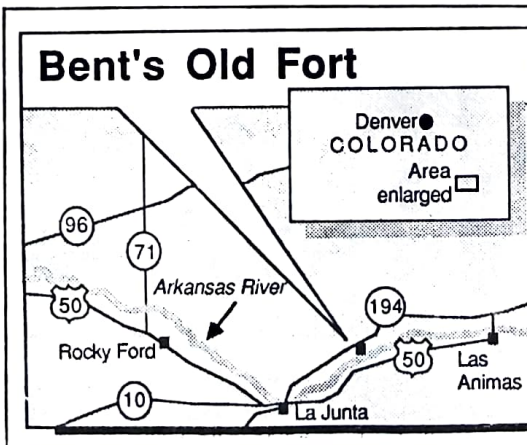 Bent's Old Fort
Denver
COLORADO
Area
enlarged
96
71
Arkansas River
50
194
Rocky Ford
50
Las
Animas
10
La Junta